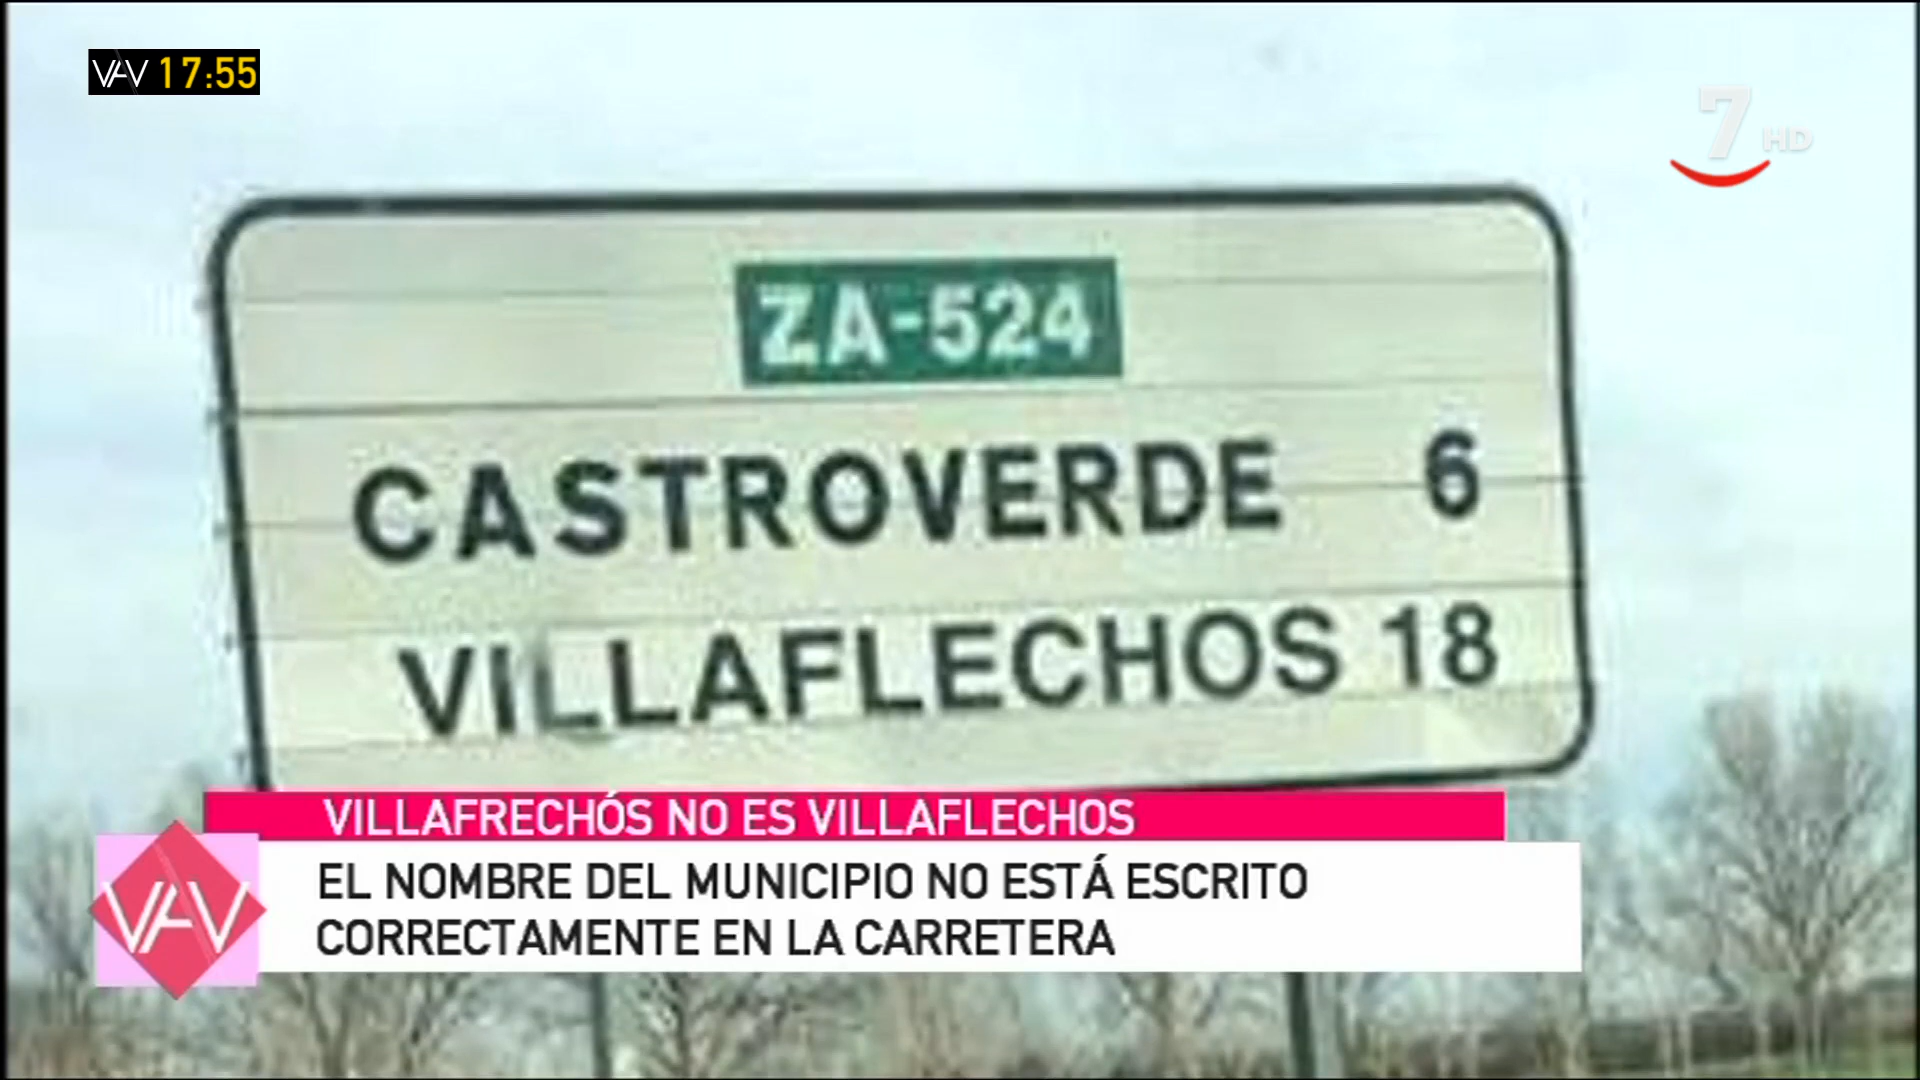 VAV 17:55
7 HD
ZA-524
CASTROVERDE 6
VILLAFLECHOS 18
VILLAFRECHÓS NO ES VILLAFLECHOS
VAV
EL NOMBRE DEL MUNICIPIO NO ESTÁ ESCRITO
CORRECTAMENTE EN LA CARRETERA